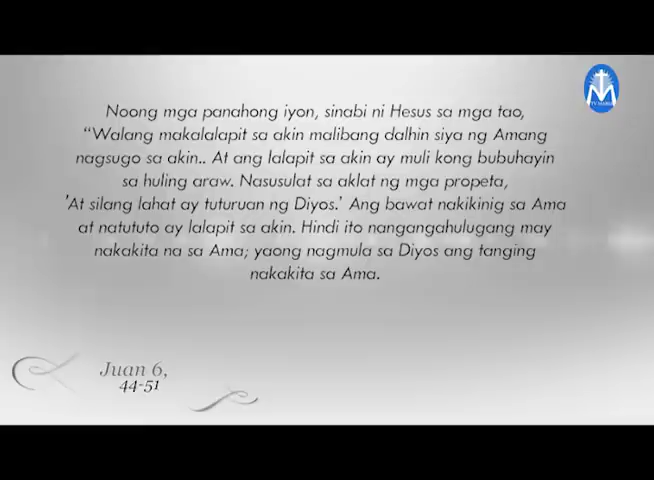 Noong mga panahong iyon, sinabi ni Hesus sa mga tao,
“Walang makalalapit sa akin malibang dalhin siya ng Amang
nagsugo sa akin.. At ang lalapit sa akin ay muli kong bubuhayin
sa huling araw. Nasusulat sa aklat ng mga propeta,
'At silang lahat ay tuturuan ng Diyos.’ Ang bawat nakikinig sa Ama
at natututo ay lalapit sa akin. Hindi ito nangangahulugang may
nakakita na sa Ama; yaong nagmula sa Diyos ang tanging
nakakita sa Ama.
Juan 6,
44-51
TV MARIA